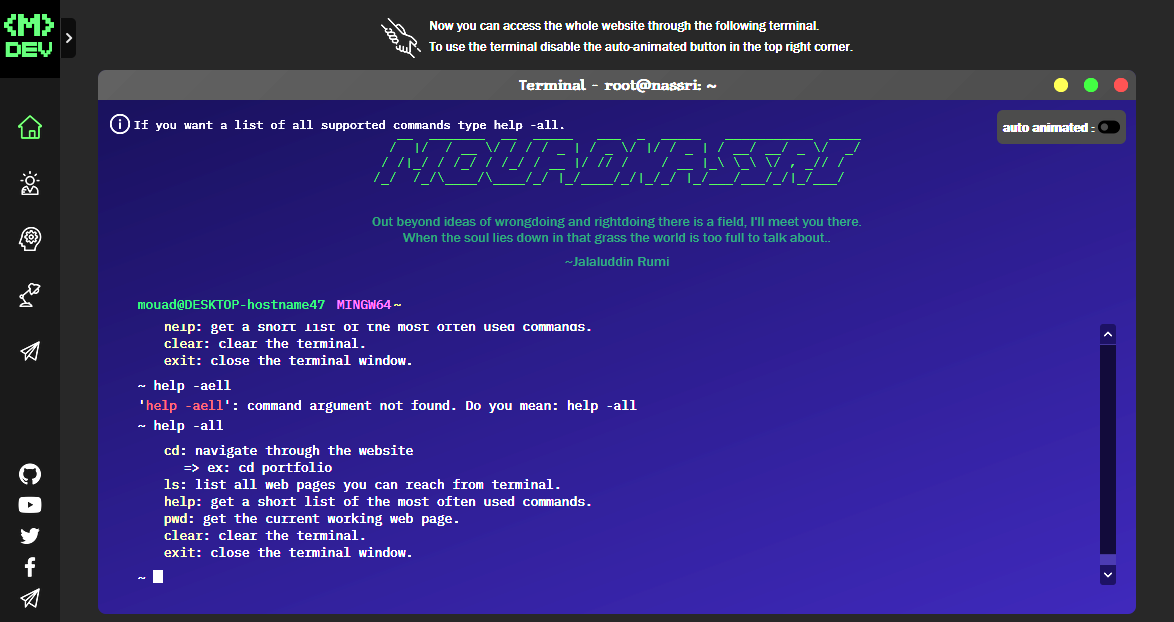 {M}
DEV
Now you can access the whole website through the following terminal.
To use the terminal disable the auto-animated button in the top right corner.
Terminal - root@nassri: ~
If you want a list of all supported commands type help -all.
auto animated :
Out beyond ideas of wrongdoing and rightdoing there is a field, I'll meet you there.
When the soul lies down in that grass the world is too full to talk about..
~Jalaluddin Rumi
mouad@DESKTOP-hostname47 MINGW64 ~
help: get a short list of the most often used commands.
clear: clear the terminal.
exit: close the terminal window.
~ help -aell
'help -aell': command argument not found. Do you mean: help -all
~ help -all
cd: navigate through the website
=> ex: cd portfolio
ls: list all web pages you can reach from terminal.
help: get a short list of the most often used commands.
pwd: get the current working web page.
clear: clear the terminal.
exit: close the terminal window.
~